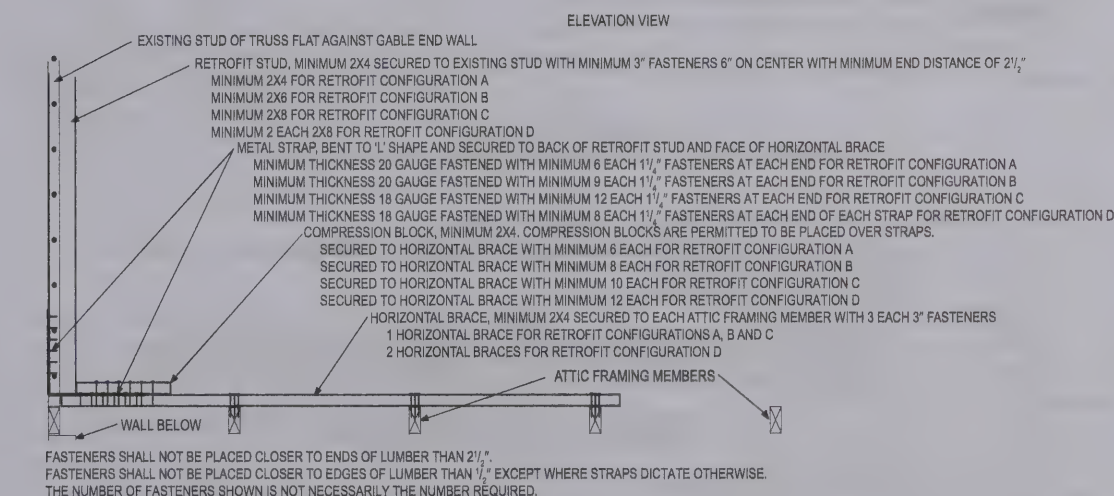 ELEVATION VIEW
EXISTING STUD OF TRUSS FLAT AGAINST GABLE END WALL
RETROFIT STUD, MINIMUM 2X4 SECURED TO EXISTING STUD WITH MINIMUM 3" FASTENERS 6" ON CENTER WITH MINIMUM END DISTANCE OF 2 1/2"
MINIMUM 2X4 FOR RETROFIT CONFIGURATION A
MINIMUM 2X6 FOR RETROFIT CONFIGURATION B
MINIMUM 2X8 FOR RETROFIT CONFIGURATION C
MINIMUM 2 EACH 2X8 FOR RETROFIT CONFIGURATION D
METAL STRAP, BENT TO 'L' SHAPE AND SECURED TO BACK OF RETROFIT STUD AND FACE OF HORIZONTAL BRACE
MINIMUM THICKNESS 20 GAUGE FASTENED WITH MINIMUM 6 EACH 1 1/4" FASTENERS AT EACH END FOR RETROFIT CONFIGURATION A
MINIMUM THICKNESS 20 GAUGE FASTENED WITH MINIMUM 9 EACH 1 1/4" FASTENERS AT EACH END FOR RETROFIT CONFIGURATION B
MINIMUM THICKNESS 18 GAUGE FASTENED WITH MINIMUM 12 EACH 1 1/4" FASTENERS AT EACH END FOR RETROFIT CONFIGURATION C
MINIMUM THICKNESS 18 GAUGE FASTENED WITH MINIMUM 8 EACH 1 1/4" FASTENERS AT EACH END OF EACH STRAP FOR RETROFIT CONFIGURATION D
COMPRESSION BLOCK, MINIMUM 2X4. COMPRESSION BLOCKS ARE PERMITTED TO BE PLACED OVER STRAPS.
SECURED TO HORIZONTAL BRACE WITH MINIMUM 6 EACH FOR RETROFIT CONFIGURATION A
SECURED TO HORIZONTAL BRACE WITH MINIMUM 8 EACH FOR RETROFIT CONFIGURATION B
SECURED TO HORIZONTAL BRACE WITH MINIMUM 10 EACH FOR RETROFIT CONFIGURATION C
SECURED TO HORIZONTAL BRACE WITH MINIMUM 12 EACH FOR RETROFIT CONFIGURATION D
HORIZONTAL BRACE, MINIMUM 2X4 SECURED TO EACH ATTIC FRAMING MEMBER WITH 3 EACH 3" FASTENERS
1 HORIZONTAL BRACE FOR RETROFIT CONFIGURATIONS A, B AND C
2 HORIZONTAL BRACES FOR RETROFIT CONFIGURATION D
ATTIC FRAMING MEMBERS
WALL BELOW
FASTENERS SHALL NOT BE PLACED CLOSER TO ENDS OF LUMBER THAN 2 1/2".
FASTENERS SHALL NOT BE PLACED CLOSER TO EDGES OF LUMBER THAN 1/2" EXCEPT WHERE STRAPS DICTATE OTHERWISE.
THE NUMBER OF FASTENERS SHOWN IS NOT NECESSARILY THE NUMBER REQUIRED.